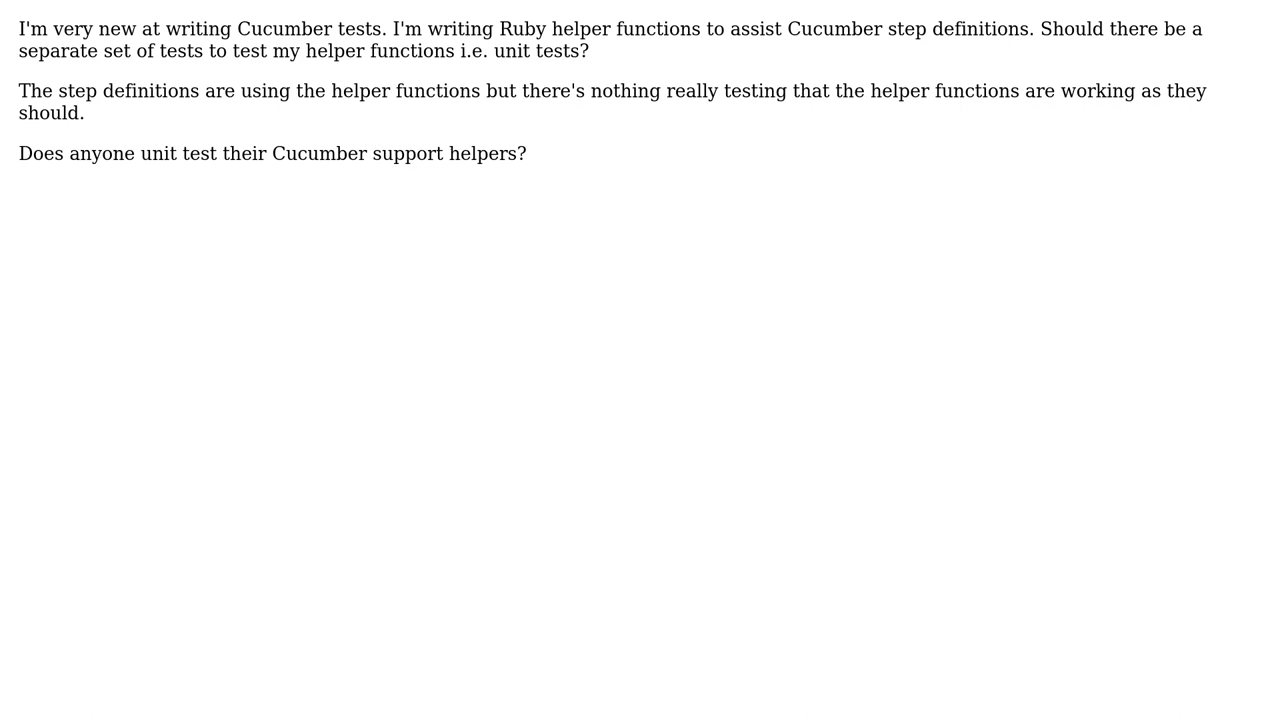 I'm very new at writing Cucumber tests. I'm writing Ruby helper functions to assist Cucumber step definitions. Should there be a
separate set of tests to test my helper functions i.e. unit tests?
The step definitions are using the helper functions but there's nothing really testing that the helper functions are working as they
should.
Does anyone unit test their Cucumber support helpers?